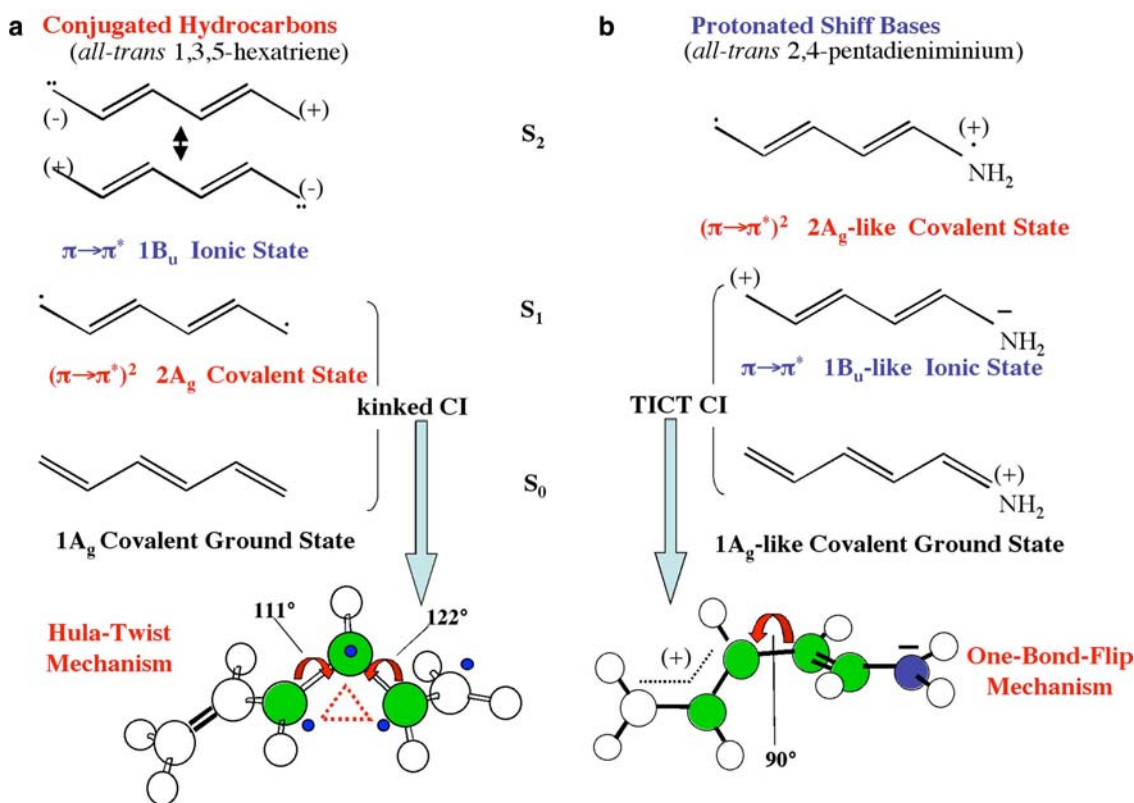 a Conjugated Hydrocarbons
(all-trans 1,3,5-hexatriene)
(-)
(+)
(+)
(-)
π→π* 1Bu Ionic State
(π→π*)² 2Ag Covalent State
kinked CI
1Ag Covalent Ground State
Hula-Twist
Mechanism
111°
122°
S2
S1
S0
b Protonated Shiff Bases
(all-trans 2,4-pentadieniminium)
(+)
NH2
(π→π*)² 2Ag-like Covalent State
(+)
–
NH2
π→π* 1Bu-like Ionic State
TICT CI
(+)
NH2
1Ag-like Covalent Ground State
(+)
–
90°
One-Bond-Flip
Mechanism